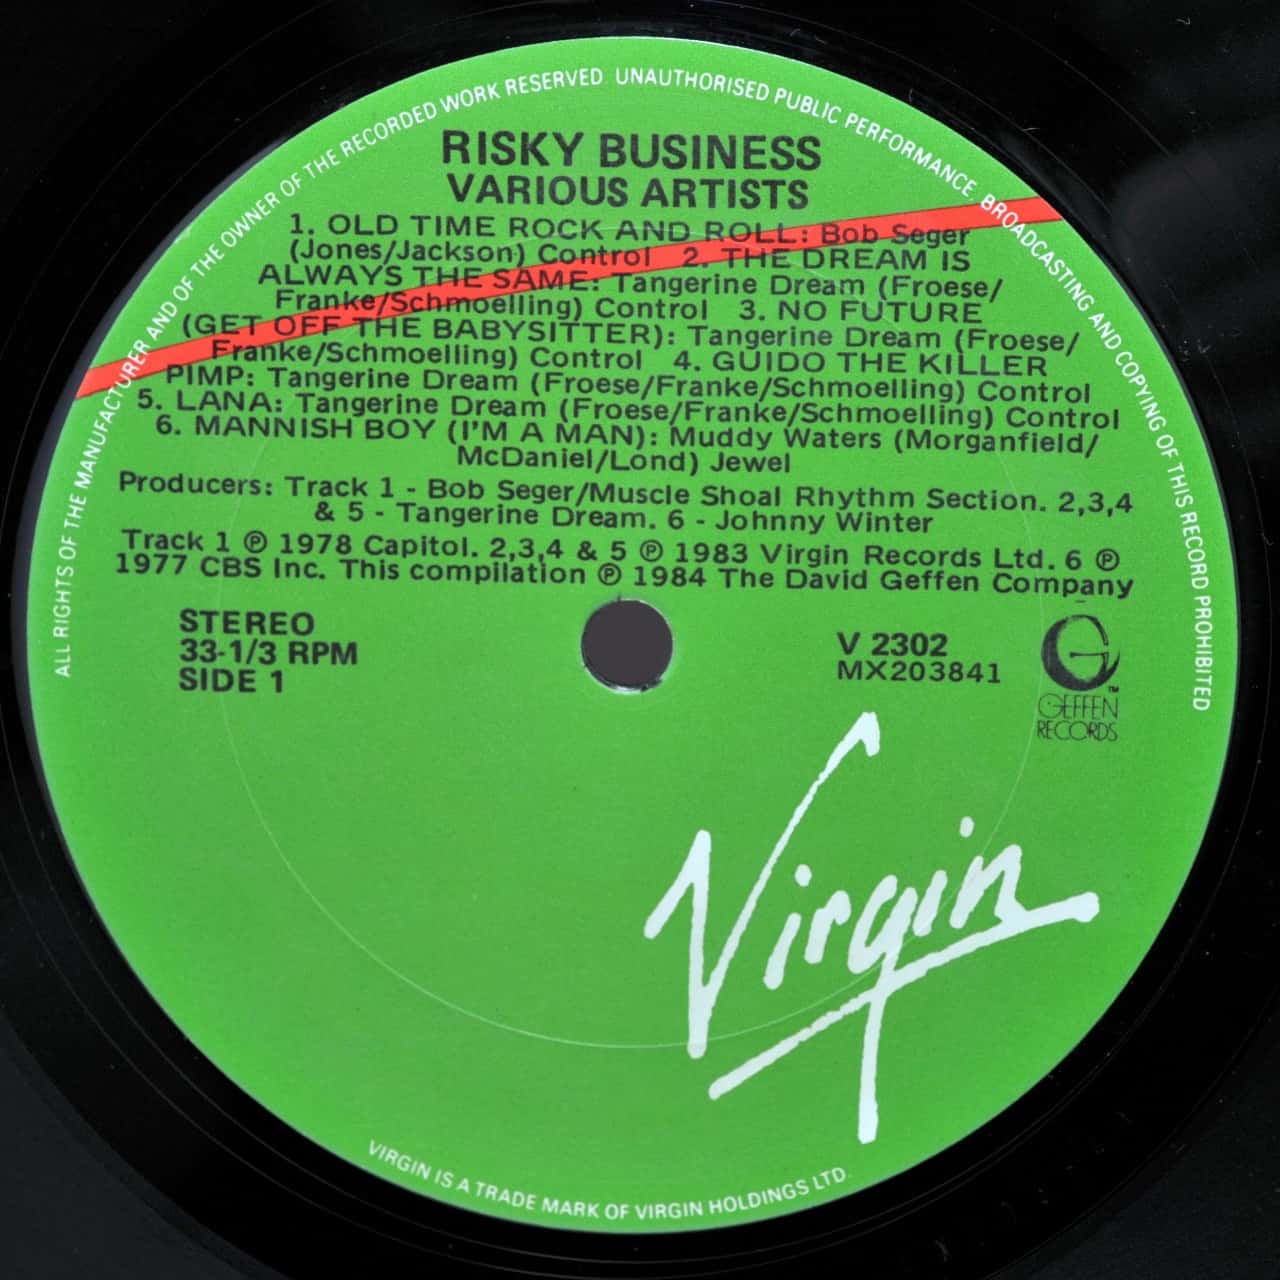 ALL RIGHTS OF THE MANUFACTURER AND OF THE OWNER OF THE RECORDED WORK RESERVED UNAUTHORISED PUBLIC PERFORMANCE, BROADCASTING AND COPYING OF THIS RECORD PROHIBITED
RISKY BUSINESS
VARIOUS ARTISTS
1. OLD TIME ROCK AND ROLL: Bob Seger
(Jones/Jackson) Control 2. THE DREAM IS
ALWAYS THE SAME: Tangerine Dream (Froese/
Franke/Schmoelling) Control 3. NO FUTURE
(GET OFF THE BABYSITTER): Tangerine Dream (Froese/
Franke/Schmoelling) Control 4. GUIDO THE KILLER
PIMP: Tangerine Dream (Froese/Franke/Schmoelling) Control
5. LANA: Tangerine Dream (Froese/Franke/Schmoelling) Control
6. MANNISH BOY (I'M A MAN): Muddy Waters (Morganfield/
McDaniel/Lond) Jewel
Producers: Track 1 - Bob Seger/Muscle Shoal Rhythm Section. 2,3,4
& 5 - Tangerine Dream. 6 - Johnny Winter
Track 1 ℗ 1978 Capitol. 2,3,4 & 5 ℗ 1983 Virgin Records Ltd. 6 ℗
1977 CBS Inc. This compilation ℗ 1984 The David Geffen Company
STEREO
33-1/3 RPM
SIDE 1
V 2302
MX203841
G™
GEFFEN
RECORDS
Virgin
VIRGIN IS A TRADE MARK OF VIRGIN HOLDINGS LTD.